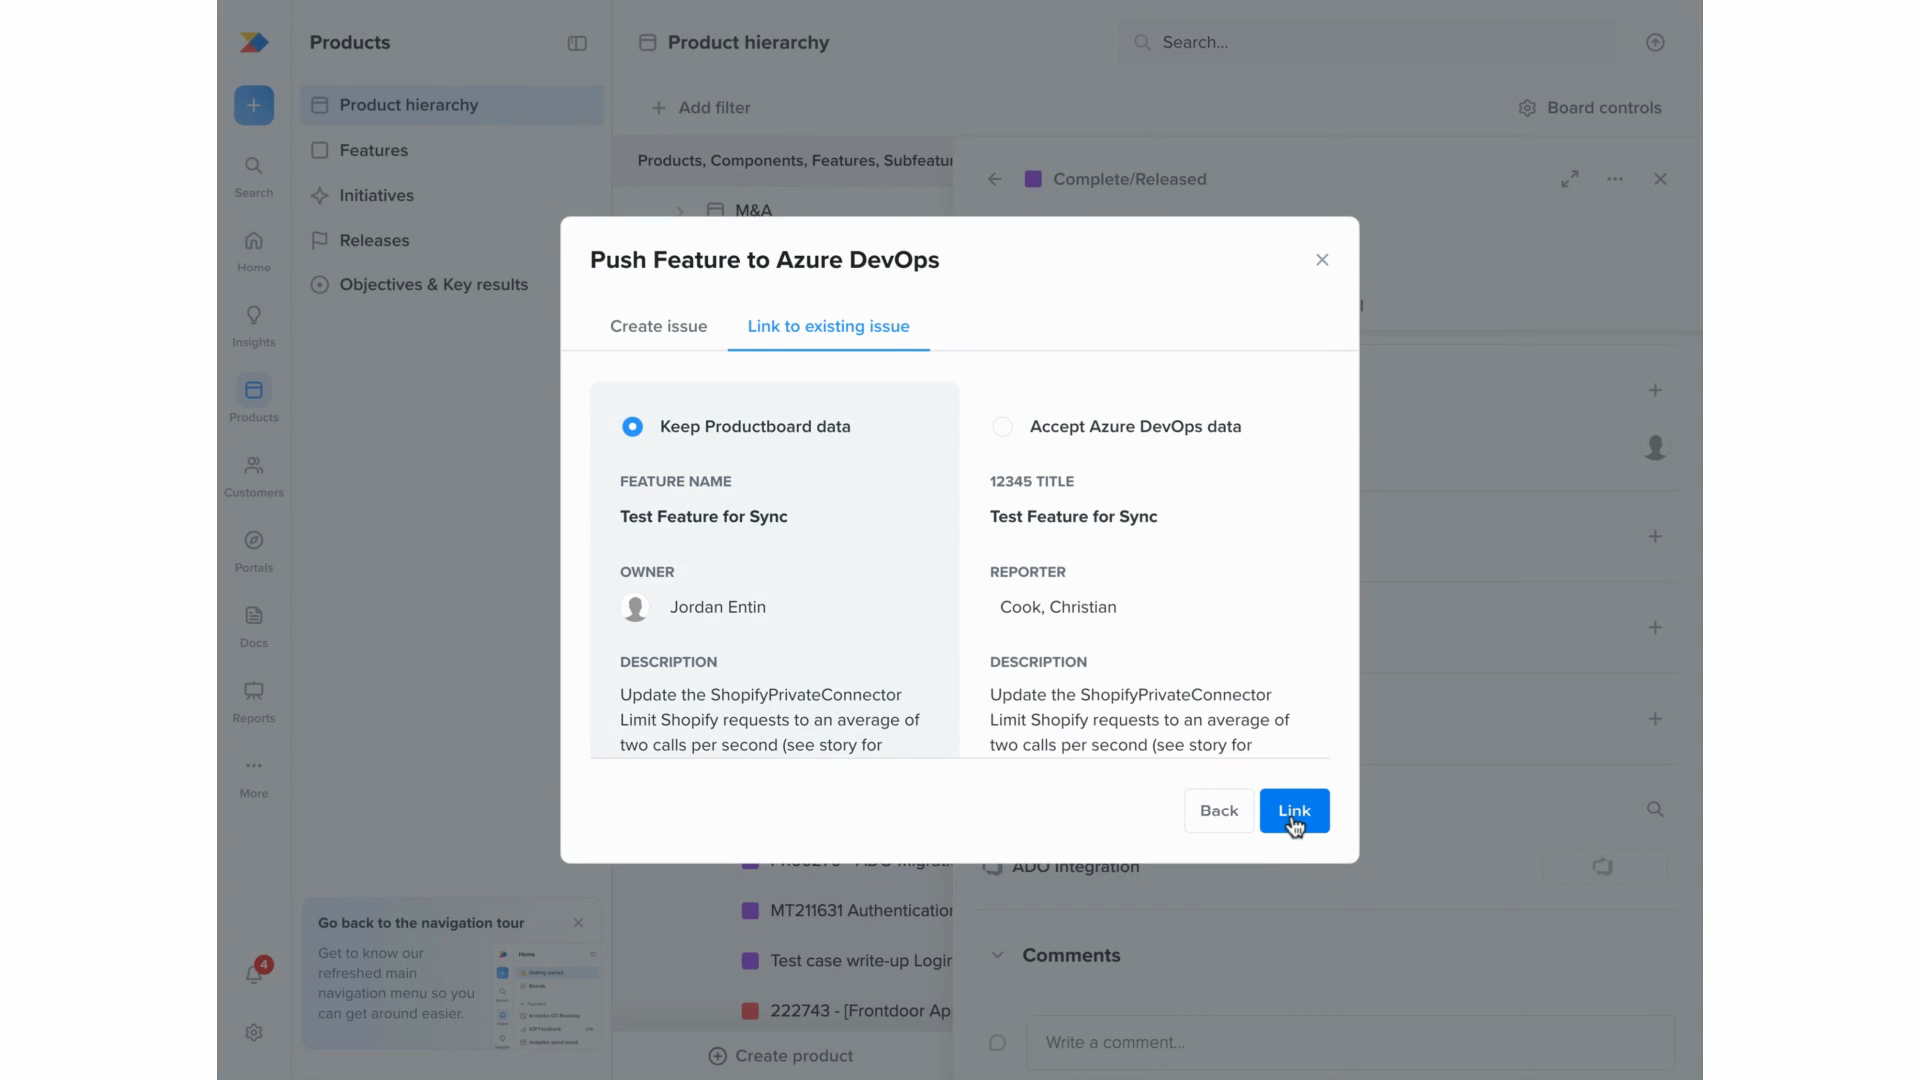 Products
Product hierarchy
Search...
Product hierarchy
Features
Initiatives
Releases
Objectives & Key results
Search
Home
Insights
Products
Customers
Portals
Docs
Reports
More
4
Go back to the navigation tour
Get to know our
refreshed main
navigation menu so you
can get around easier.
Home
Add filter
Board controls
Products, Components, Features, Subfeatur
M&A
Complete/Released
Push Feature to Azure DevOps
Create issue
Link to existing issue
Keep Productboard data
FEATURE NAME
Test Feature for Sync
OWNER
Jordan Entin
DESCRIPTION
Update the ShopifyPrivateConnector
Limit Shopify requests to an average of
two calls per second (see story for
Accept Azure DevOps data
12345 TITLE
Test Feature for Sync
REPORTER
Cook, Christian
DESCRIPTION
Update the ShopifyPrivateConnector
Limit Shopify requests to an average of
two calls per second (see story for
Back
Link
ADO Integration
MT211631 Authentication
Test case write-up Login
222743 - [Frontdoor Ap
Create product
Comments
Write a comment...